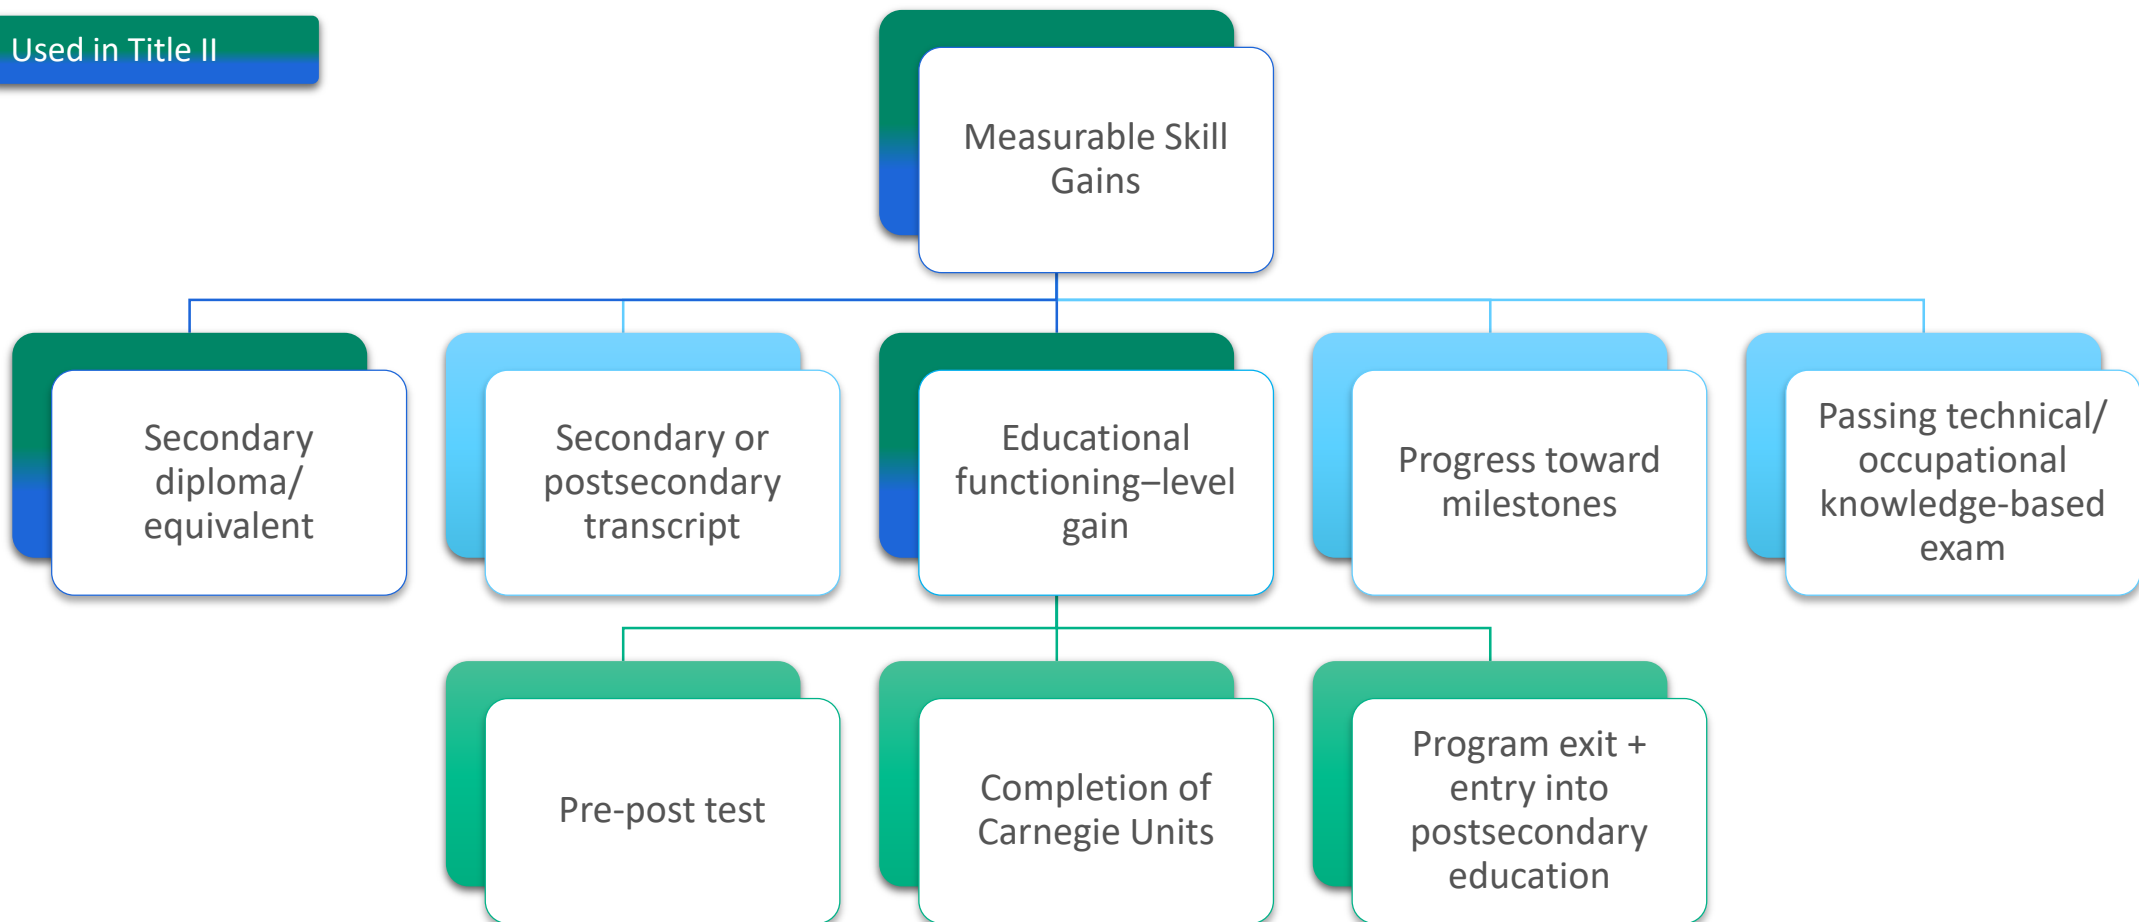 Used in Title II
Measurable Skill
Gains
Secondary
diploma/
equivalent
Secondary or
postsecondary
transcript
Educational
functioning–level
gain
Progress toward
milestones
Passing technical/
occupational
knowledge-based
exam
Pre-post test
Completion of
Carnegie Units
Program exit +
entry into
postsecondary
education